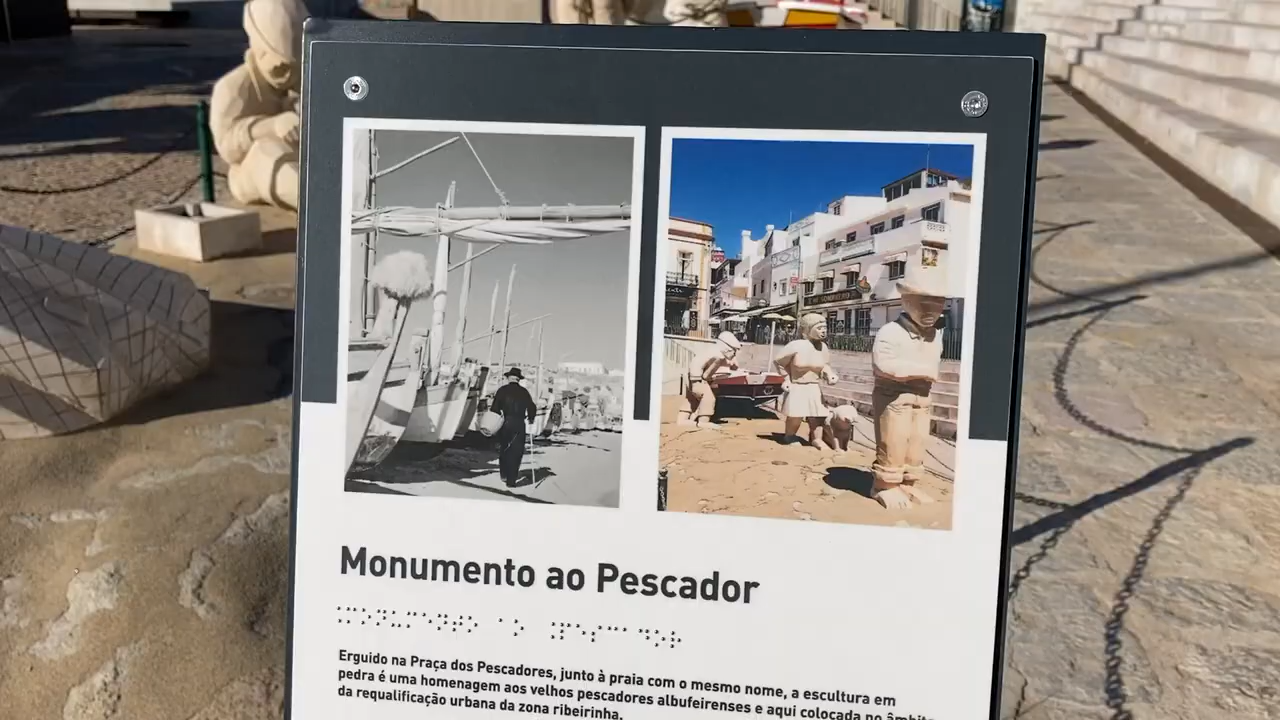 Monumento ao Pescador
Erguido na Praça dos Pescadores, junto à praia com o mesmo nome, a escultura em
pedra é uma homenagem aos velhos pescadores albufeirenses e aqui colocada no âmbito
da requalificação urbana da zona ribeirinha.